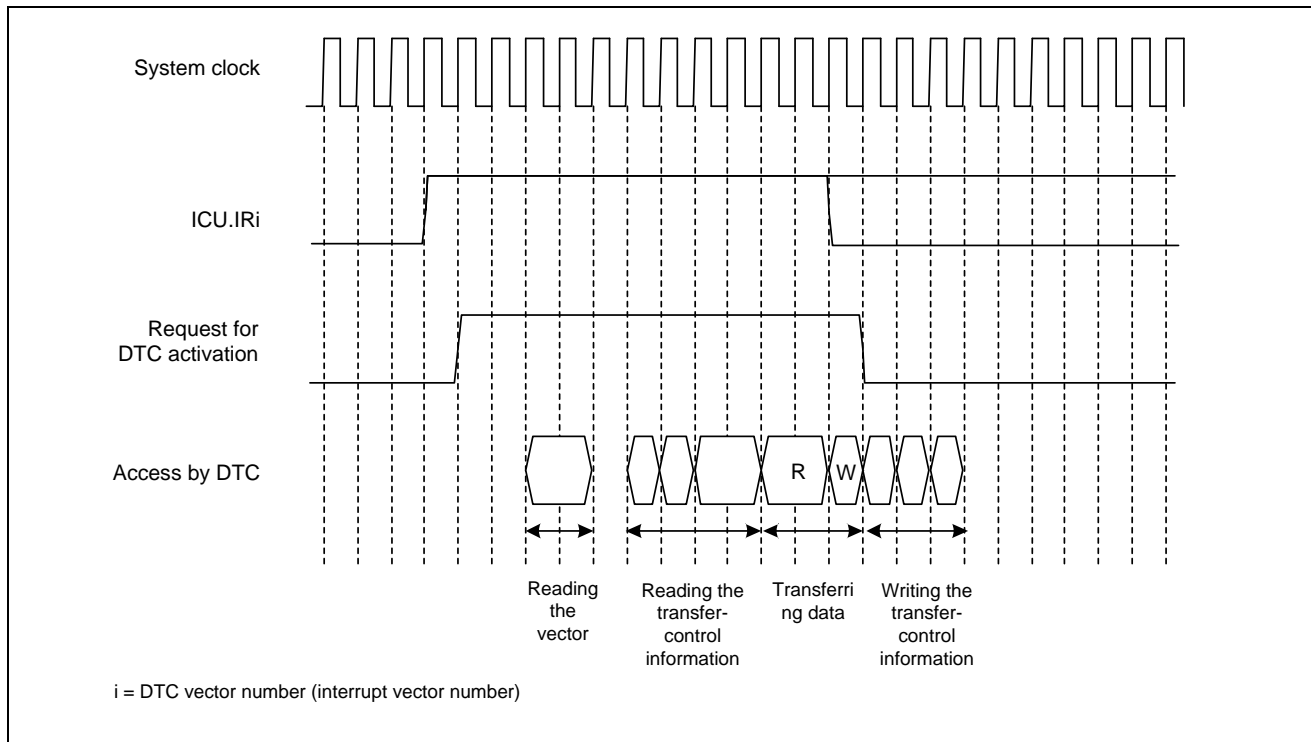 System clock
ICU.IRi
Request for
DTC activation
Access by DTC
R
W
Reading
the
vector
Reading the
transfer-
control
information
Transferri
ng data
Writing the
transfer-
control
information
i = DTC vector number (interrupt vector number)